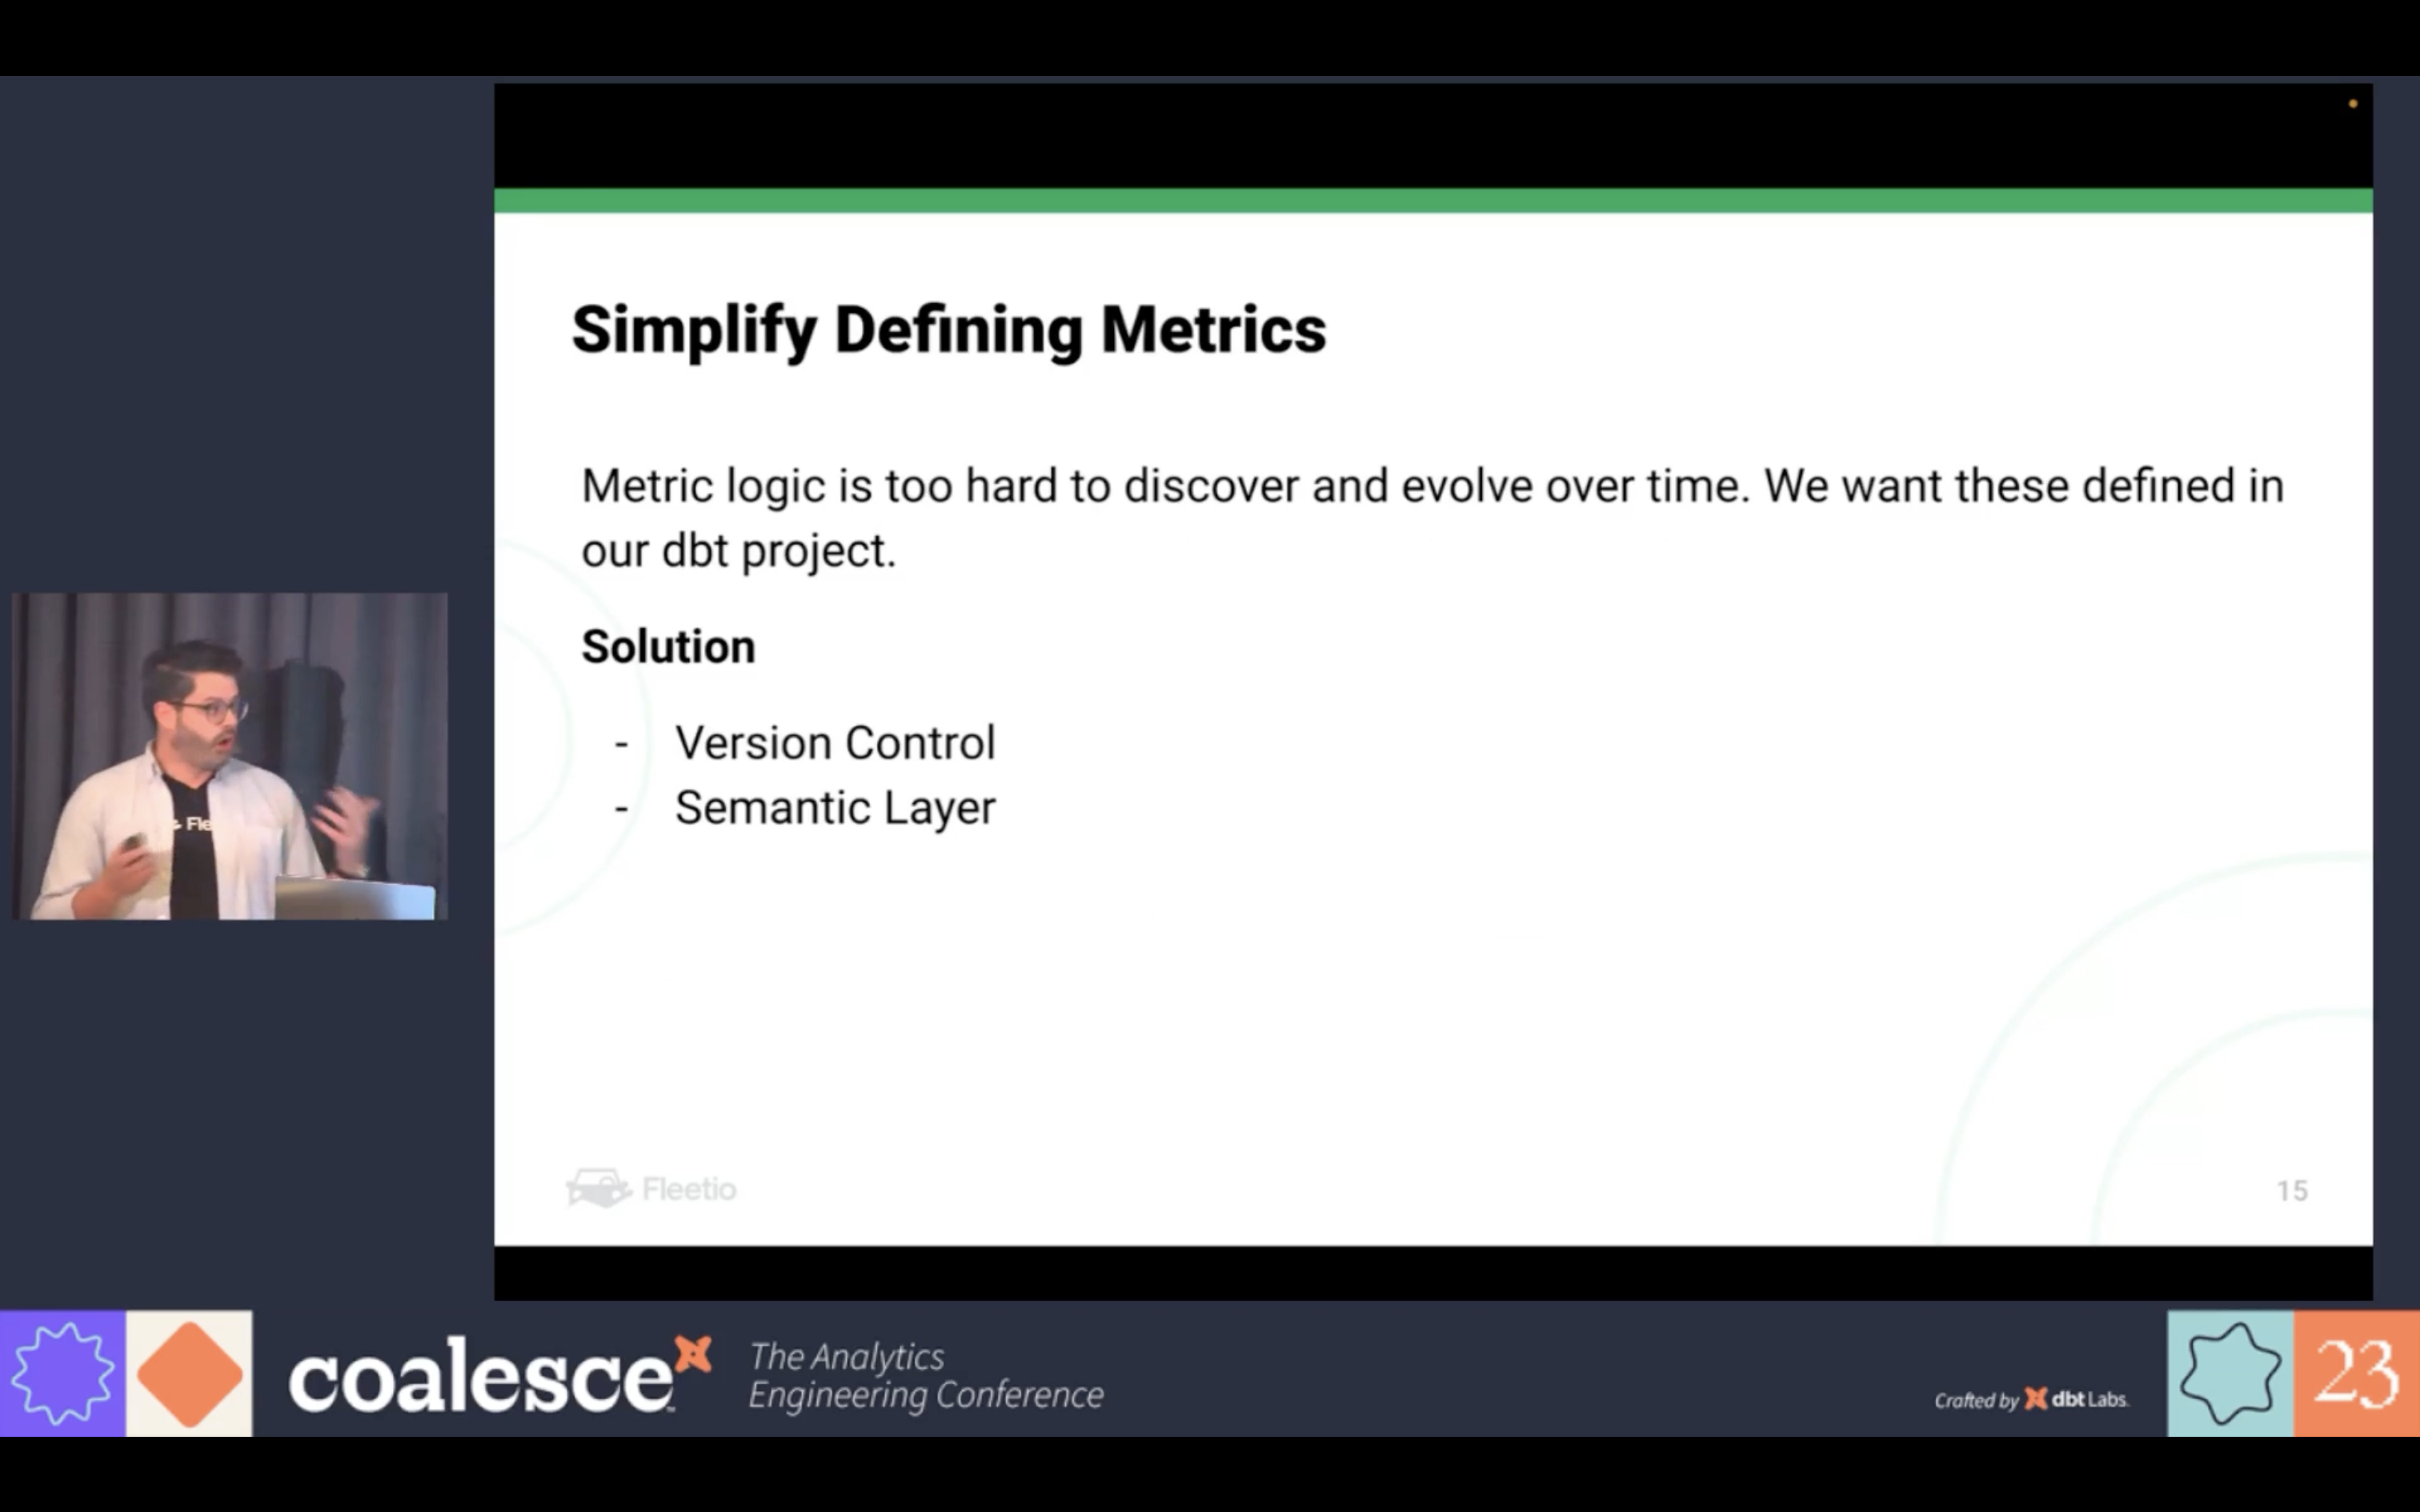 Simplify Defining Metrics
Metric logic is too hard to discover and evolve over time. We want these defined in
our dbt project.
Solution
- Version Control
- Semantic Layer
Fle
Fleetio
15
coalesce
The Analytics
Engineering Conference
Crafted by dbt Labs
23